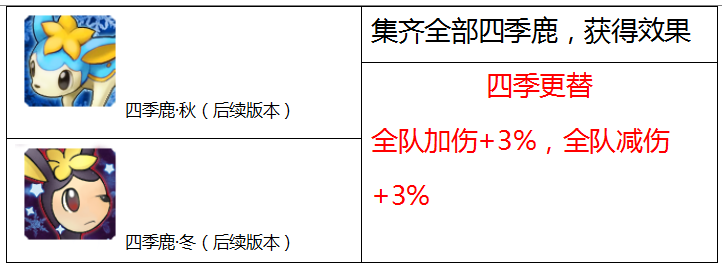 四季鹿·秋（后续版本）
四季鹿·冬（后续版本）
集齐全部四季鹿，获得效果
四季更替
全队加伤+3%，全队减伤
+3%